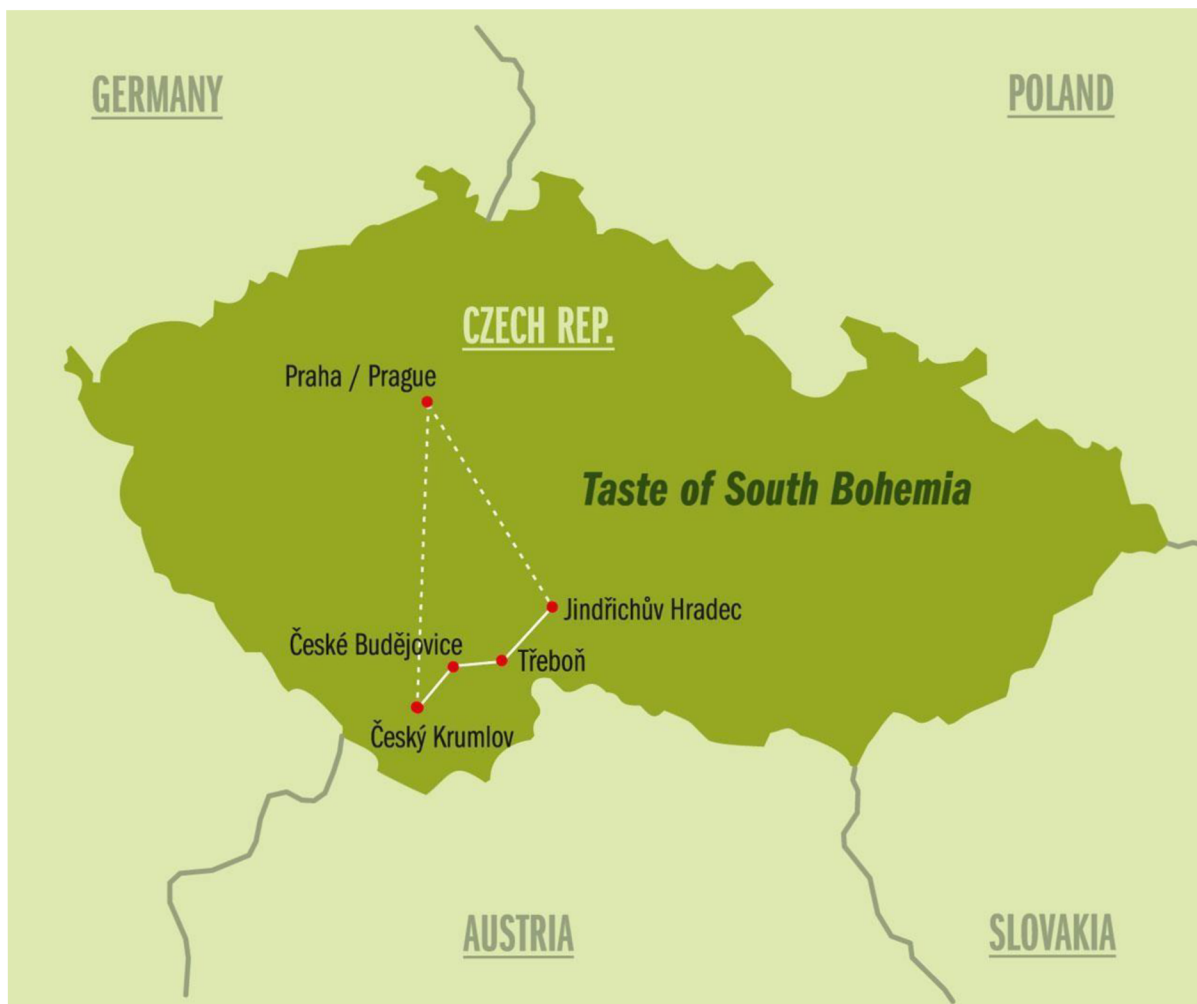 GERMANY
POLAND
CZECH REP.
Praha / Prague
Taste of South Bohemia
Jindřichův Hradec
České Budějovice
Třeboň
Český Krumlov
AUSTRIA
SLOVAKIA